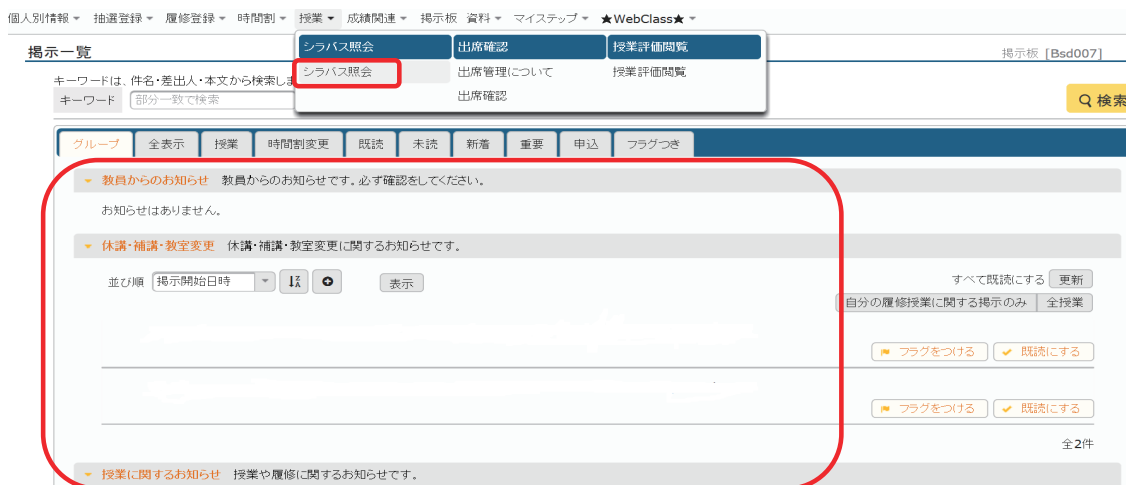 個人別情報 抽選登録 履修登録 時間割 授業 成績関連 掲示板 資料 マイステップ ★WebClass★
シラバス照会 出席確認 授業評価閲覧
掲示一覧 掲示板 [Bsd007]
シラバス照会 出席管理について 授業評価閲覧
キーワードは、件名・差出人・本文から検索しま
出席確認
キーワード 部分一致で検索 検索
グループ 全表示 授業 時間割変更 既読 未読 新着 重要 申込 フラグつき
教員からのお知らせ 教員からのお知らせです。必ず確認をしてください。
お知らせはありません。
休講・補講・教室変更 休講・補講・教室変更に関するお知らせです。
並び順 掲示開始日時 表示 すべて既読にする 更新
自分の履修授業に関する掲示のみ 全授業
フラグをつける 既読にする
フラグをつける 既読にする
全2件
授業に関するお知らせ 授業や履修に関するお知らせです。